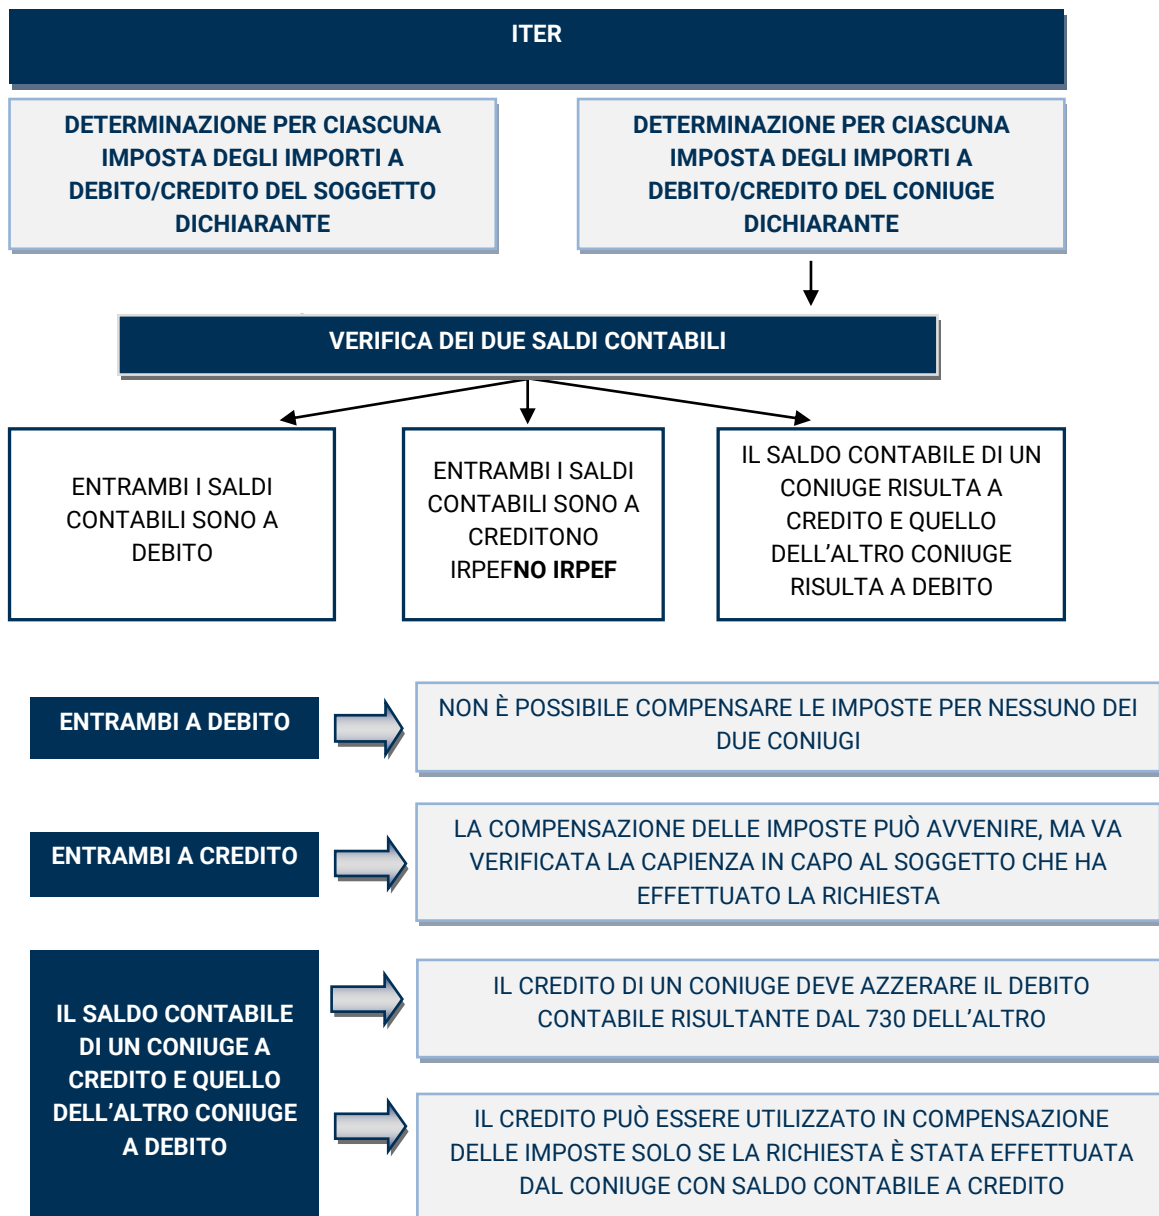 ITER
DETERMINAZIONE PER CIASCUNA
IMPOSTA DEGLI IMPORTI A
DEBITO/CREDITO DEL SOGGETTO
DICHIARANTE
DETERMINAZIONE PER CIASCUNA
IMPOSTA DEGLI IMPORTI A
DEBITO/CREDITO DEL CONIUGE
DICHIARANTE
VERIFICA DEI DUE SALDI CONTABILI
ENTRAMBI I SALDI
CONTABILI SONO A
DEBITO
ENTRAMBI I SALDI
CONTABILI SONO A
CREDITONO
IRPEFNO IRPEF
IL SALDO CONTABILE DI UN
CONIUGE RISULTA A
CREDITO E QUELLO
DELL’ALTRO CONIUGE
RISULTA A DEBITO
ENTRAMBI A DEBITO
NON È POSSIBILE COMPENSARE LE IMPOSTE PER NESSUNO DEI
DUE CONIUGI
ENTRAMBI A CREDITO
LA COMPENSAZIONE DELLE IMPOSTE PUÒ AVVENIRE, MA VA
VERIFICATA LA CAPIENZA IN CAPO AL SOGGETTO CHE HA
EFFETTUATO LA RICHIESTA
IL SALDO CONTABILE
DI UN CONIUGE A
CREDITO E QUELLO
DELL’ALTRO CONIUGE
A DEBITO
IL CREDITO DI UN CONIUGE DEVE AZZERARE IL DEBITO
CONTABILE RISULTANTE DAL 730 DELL’ALTRO
IL CREDITO PUÒ ESSERE UTILIZZATO IN COMPENSAZIONE
DELLE IMPOSTE SOLO SE LA RICHIESTA È STATA EFFETTUATA
DAL CONIUGE CON SALDO CONTABILE A CREDITO